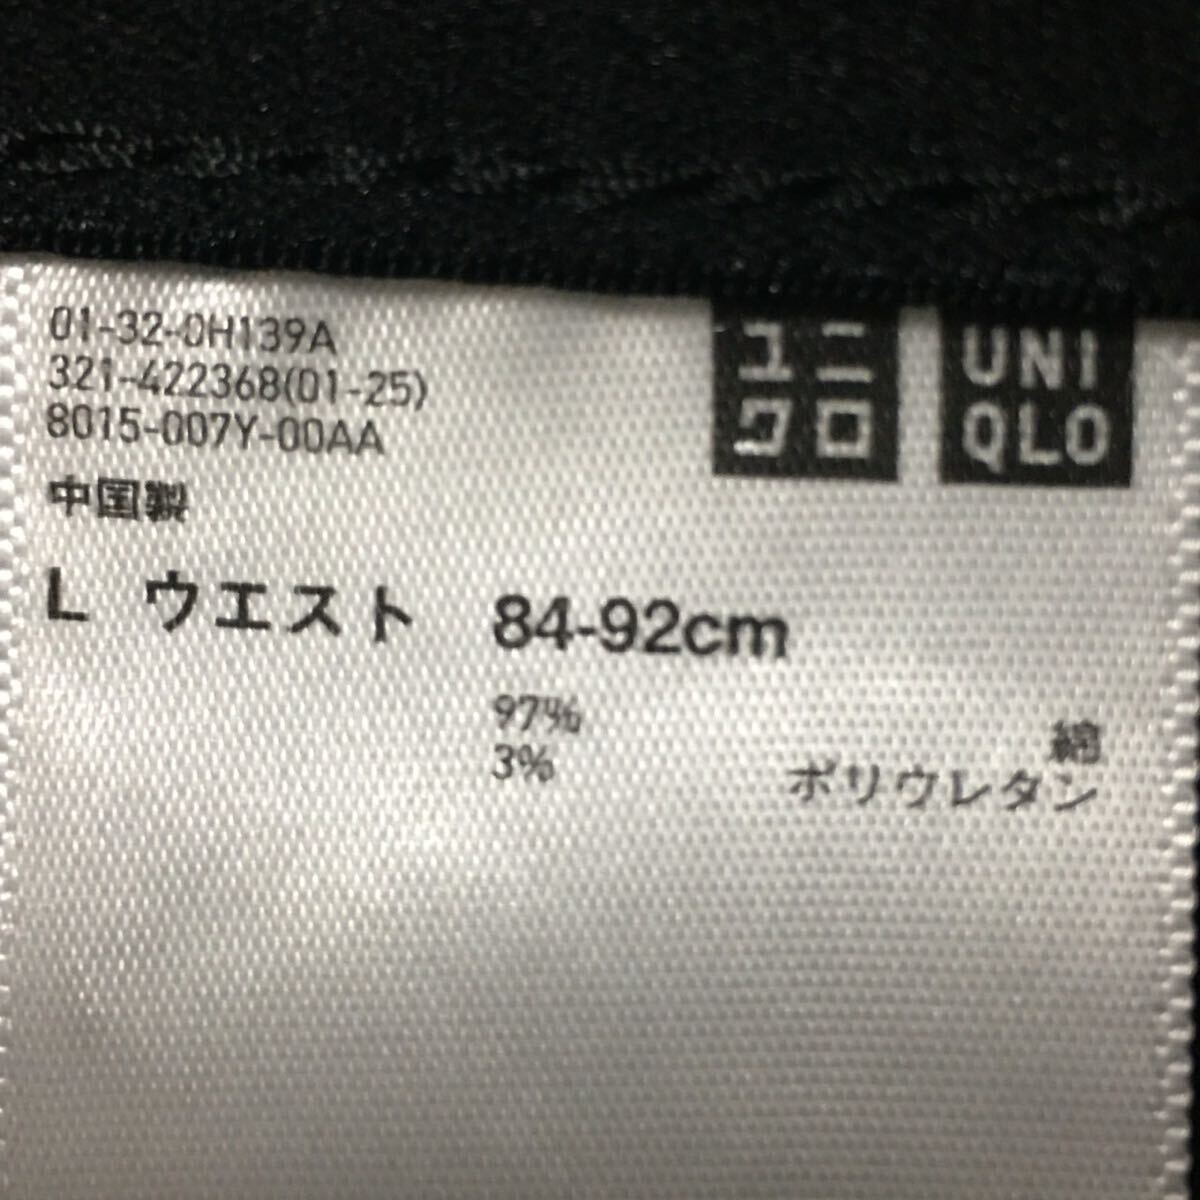 01-32-0H139A
321-422368(01-25)
8015-007Y-00AA
中国製
ユニ
クロ
UNI
QLO
L ウエスト 84-92cm
97% 綿
3% ポリウレタン